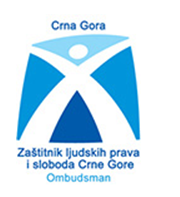 Crna Gora
Zaštitnik ljudskih prava
i sloboda Crne Gore
Ombudsman